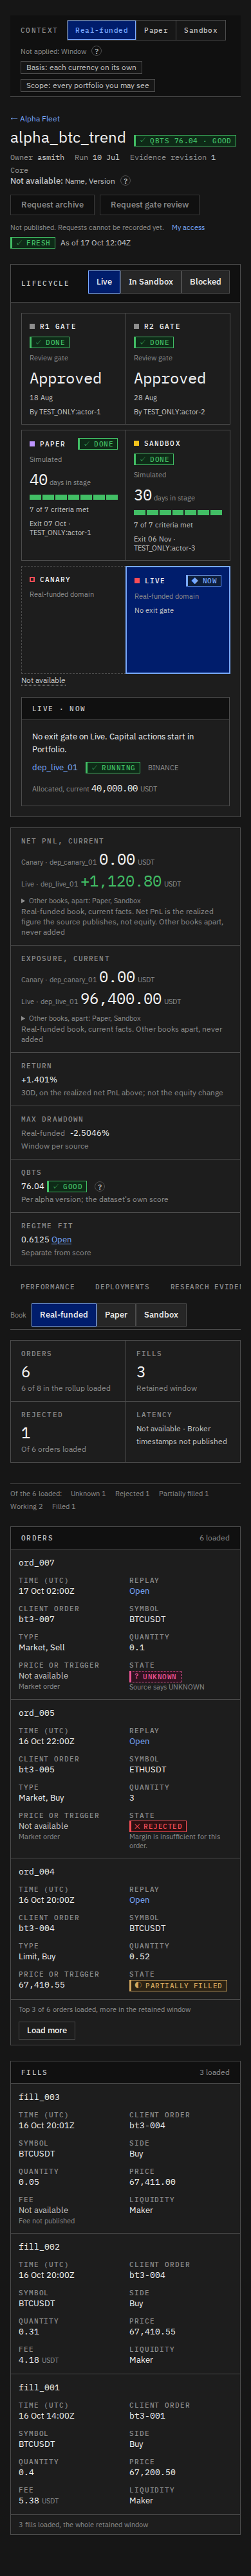 CONTEXT Real-funded Paper Sandbox
Not applied: Window ?
Basis: each currency on its own
Scope: every portfolio you may see
← Alpha Fleet
alpha_btc_trend ✓ QBTS 76.04 · GOOD
Owner asmith Run 10 Jul Evidence revision 1
Core
Not available: Name, Version ?
Request archive Request gate review
Not published. Requests cannot be recorded yet. My access
✓ FRESH As of 17 Oct 12:04Z
LIFECYCLE Live In Sandbox Blocked
R1 GATE
✓ DONE
Review gate
Approved
18 Aug
By TEST_ONLY:actor-1
R2 GATE
✓ DONE
Review gate
Approved
28 Aug
By TEST_ONLY:actor-2
PAPER ✓ DONE
Simulated
40 days in stage
7 of 7 criteria met
Exit 07 Oct ·
TEST_ONLY:actor-1
SANDBOX
✓ DONE
Simulated
30 days in stage
7 of 7 criteria met
Exit 06 Nov ·
TEST_ONLY:actor-3
CANARY
Real-funded domain
LIVE ◆ NOW
Real-funded domain
No exit gate
Not available
LIVE · NOW
No exit gate on Live. Capital actions start in
Portfolio.
dep_live_01 ✓ RUNNING BINANCE
Allocated, current 40,000.00 USDT
NET PNL, CURRENT
Canary · dep_canary_01 0.00 USDT
Live · dep_live_01 +1,120.80 USDT
▶ Other books, apart: Paper, Sandbox
Real-funded book, current facts. Net PnL is the realized
figure the source publishes, not equity. Other books apart,
never added
EXPOSURE, CURRENT
Canary · dep_canary_01 0.00 USDT
Live · dep_live_01 96,400.00 USDT
▶ Other books, apart: Paper, Sandbox
Real-funded book, current facts. Other books apart, never
added
RETURN
+1.401%
30D, on the realized net PnL above; not the equity change
MAX DRAWDOWN
Real-funded -2.5046%
Window per source
QBTS
76.04 ✓ GOOD ?
Per alpha version; the dataset's own score
REGIME FIT
0.6125 Open
Separate from score
PERFORMANCE DEPLOYMENTS RESEARCH EVIDE
Book Real-funded Paper Sandbox
ORDERS
6
6 of 8 in the rollup loaded
FILLS
3
Retained window
REJECTED
1
Of 6 orders loaded
LATENCY
Not available · Broker
timestamps not published
Of the 6 loaded: Unknown 1 Rejected 1 Partially filled 1
Working 2 Filled 1
ORDERS 6 loaded
ord_007
TIME (UTC) REPLAY
17 Oct 02:00Z Open
CLIENT ORDER SYMBOL
bt3-007 BTCUSDT
TYPE QUANTITY
Market, Sell 0.1
PRICE OR TRIGGER STATE
Not available ? UNKNOWN
Market order Source says UNKNOWN
ord_005
TIME (UTC) REPLAY
16 Oct 22:00Z Open
CLIENT ORDER SYMBOL
bt3-005 ETHUSDT
TYPE QUANTITY
Market, Buy 3
PRICE OR TRIGGER STATE
Not available ✕ REJECTED
Market order Margin is insufficient for this
order.
ord_004
TIME (UTC) REPLAY
16 Oct 20:00Z Open
CLIENT ORDER SYMBOL
bt3-004 BTCUSDT
TYPE QUANTITY
Limit, Buy 0.52
PRICE OR TRIGGER STATE
67,410.55 ◐ PARTIALLY FILLED
Top 3 of 6 orders loaded, more in the retained window
Load more
FILLS 3 loaded
fill_003
TIME (UTC) CLIENT ORDER
16 Oct 20:01Z bt3-004
SYMBOL SIDE
BTCUSDT Buy
QUANTITY PRICE
0.05 67,411.00
FEE LIQUIDITY
Not available Maker
Fee not published
fill_002
TIME (UTC) CLIENT ORDER
16 Oct 20:00Z bt3-004
SYMBOL SIDE
BTCUSDT Buy
QUANTITY PRICE
0.31 67,410.55
FEE LIQUIDITY
4.18 USDT Maker
fill_001
TIME (UTC) CLIENT ORDER
16 Oct 14:00Z bt3-001
SYMBOL SIDE
BTCUSDT Buy
QUANTITY PRICE
0.4 67,200.50
FEE LIQUIDITY
5.38 USDT Maker
3 fills loaded, the whole retained window